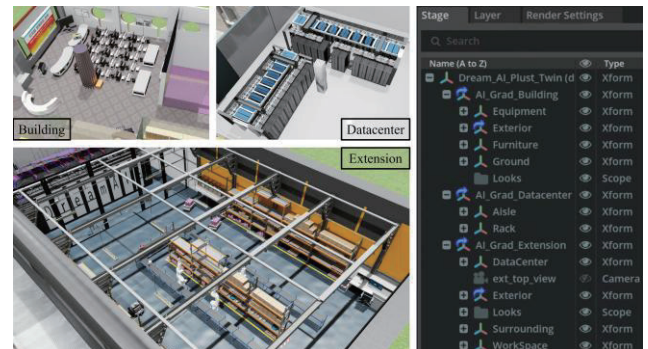 Building
Datacenter
Extension
Stage Layer Render Settings
Search
Name (A to Z) Type
Dream_AI_Plust_Twin (d Xform
AI_Grad_Building Xform
Equipment Xform
Exterior Xform
Furniture Xform
Ground Xform
Looks Scope
AI_Grad_Datacenter Xform
Aisle Xform
Rack Xform
AI_Grad_Extension Xform
DataCenter Xform
ext_top_view Camera
Exterior Xform
Looks Scope
Surrounding Xform
WorkSpace Xform